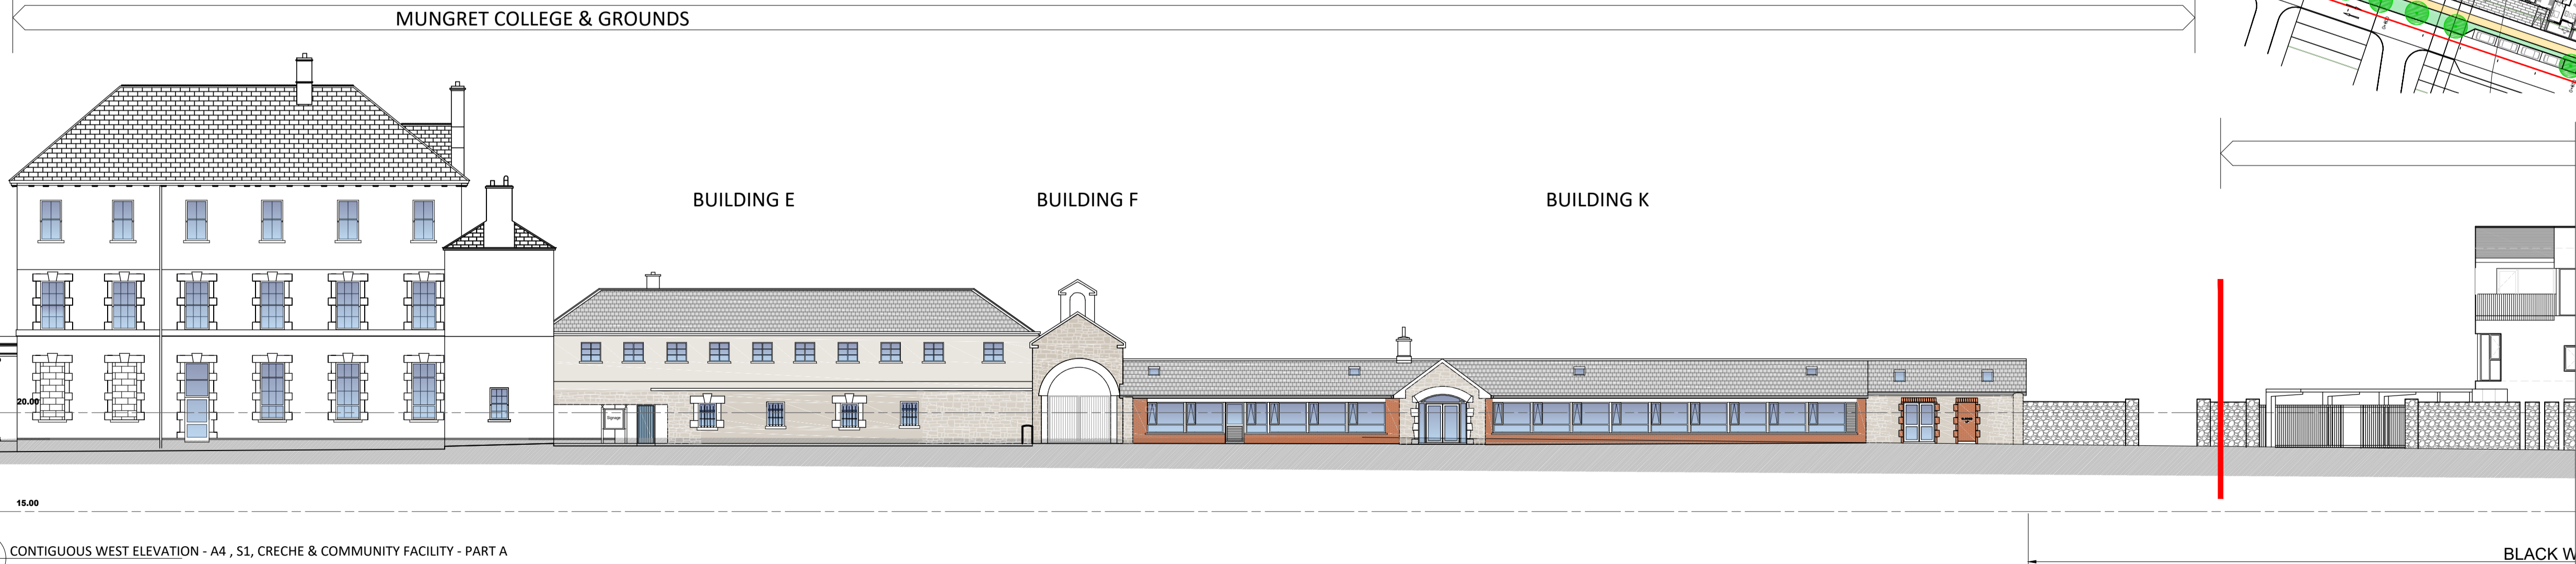 MUNGRET COLLEGE & GROUNDS
BUILDING E
BUILDING F
BUILDING K
20.00
Signage
15.00
CONTIGUOUS WEST ELEVATION - A4 , S1, CRECHE & COMMUNITY FACILITY - PART A
BLACK W